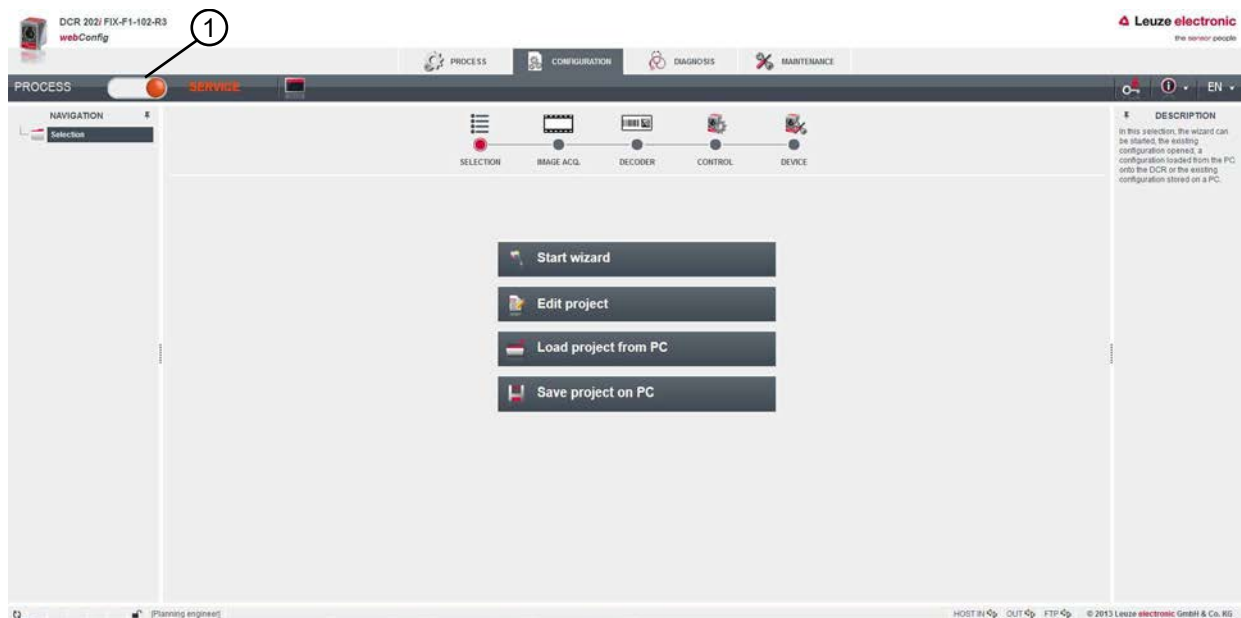 DCR 202i FIX-F1-102-R3
webConfig
1
Leuze electronic
the sensor people
PROCESS
CONFIGURATION
DIAGNOSIS
MAINTENANCE
PROCESS
SERVICE
EN
NAVIGATION
Selection
SELECTION
IMAGE ACQ.
DECODER
CONTROL
DEVICE
Start wizard
Edit project
Load project from PC
Save project on PC
DESCRIPTION
In this selection, the wizard can
be started, the existing
configuration opened, a
configuration loaded from the PC
onto the DCR or the existing
configuration stored on a PC.
(Planning engineer)
HOST IN OUT FTP
© 2013 Leuze electronic GmbH & Co. KG